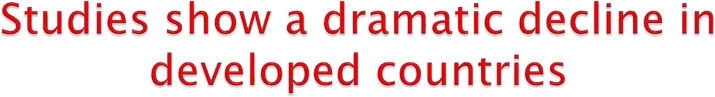 Studies show a dramatic decline in
developed countries